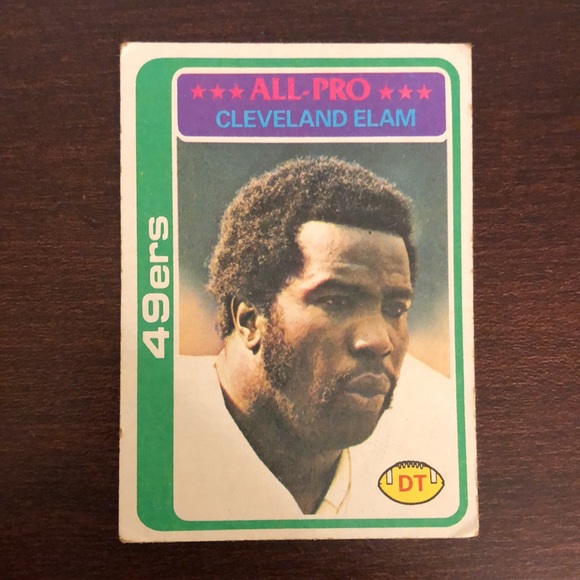 ★★★ ALL-PRO ★★★
CLEVELAND ELAM
49ers
DT